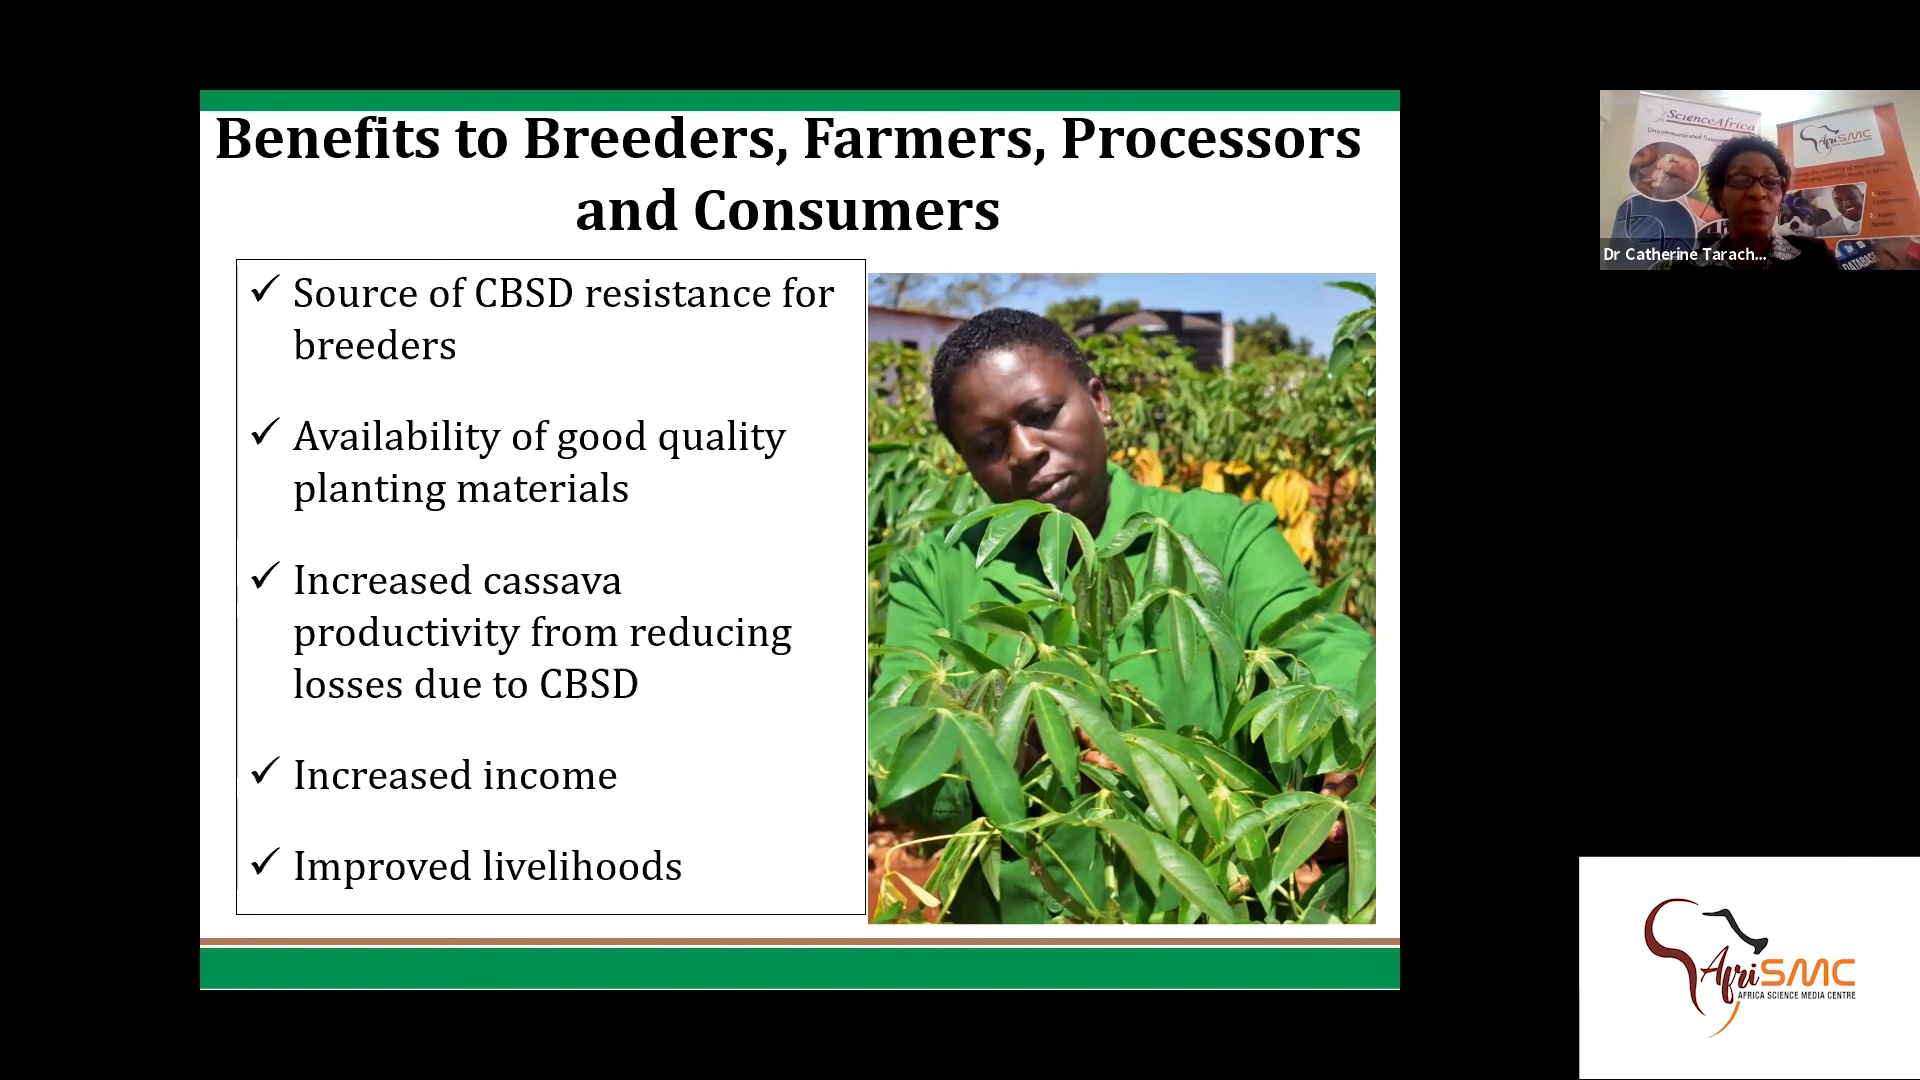 Benefits to Breeders, Farmers, Processors
and Consumers
✓ Source of CBSD resistance for
breeders
✓ Availability of good quality
planting materials
✓ Increased cassava
productivity from reducing
losses due to CBSD
✓ Increased income
✓ Improved livelihoods
ScienceAfrica
AfriSMC
DATABASE
Dr Catherine Tarach...
AfriSMC
AFRICA SCIENCE MEDIA CENTRE